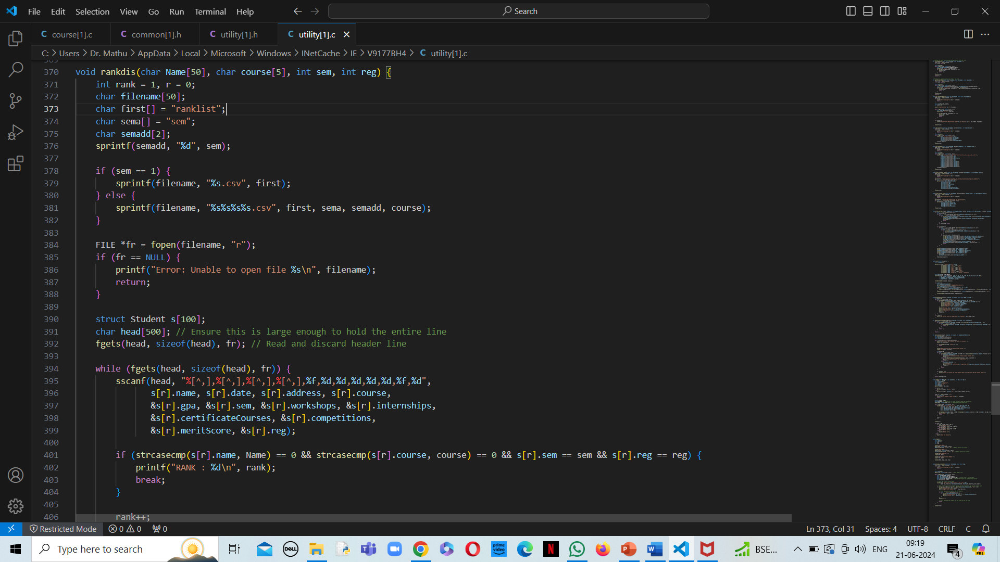 File Edit Selection View Go Run Terminal Help Search
C course[1].c C common[1].h C utility[1].h C utility[1].c
C: > Users > Dr. Mathu > AppData > Local > Microsoft > Windows > INetCache > IE > V9177BH4 > C utility[1].c
369
370 void rankdis(char Name[50], char course[5], int sem, int reg) {
371 int rank = 1, r = 0;
372 char filename[50];
373 char first[] = "ranklist";
374 char sema[] = "sem";
375 char semadd[2];
376 sprintf(semadd, "%d", sem);
377
378 if (sem == 1) {
379 sprintf(filename, "%s.csv", first);
380 } else {
381 sprintf(filename, "%s%s%s%s.csv", first, sema, semadd, course);
382 }
383
384 FILE *fr = fopen(filename, "r");
385 if (fr == NULL) {
386 printf("Error: Unable to open file %s\n", filename);
387 return;
388 }
389
390 struct Student s[100];
391 char head[500]; // Ensure this is large enough to hold the entire line
392 fgets(head, sizeof(head), fr); // Read and discard header line
393
394 while (fgets(head, sizeof(head), fr)) {
395 sscanf(head, "%[^,],%[^,],%[^,],%[^,],%f,%d,%d,%d,%d,%d,%f,%d",
396 s[r].name, s[r].date, s[r].address, s[r].course,
397 &s[r].gpa, &s[r].sem, &s[r].workshops, &s[r].internships,
398 &s[r].certificateCourses, &s[r].competitions,
399 &s[r].meritScore, &s[r].reg);
400
401 if (strcasecmp(s[r].name, Name) == 0 && strcasecmp(s[r].course, course) == 0 && s[r].sem == sem && s[r].reg == reg) {
402 printf("RANK : %d\n", rank);
403 break;
404 }
405
406 rank++;
Restricted Mode 0 0 0 Ln 373, Col 31 Spaces: 4 UTF-8 CRLF C
Type here to search DELL prime video N P W BSE... ENG 09:19 21-06-2024 4 PRE